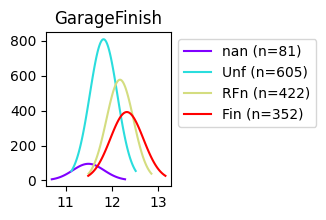 GarageFinish
800
600
400
200
0
11 12 13
nan (n=81)
Unf (n=605)
RFn (n=422)
Fin (n=352)